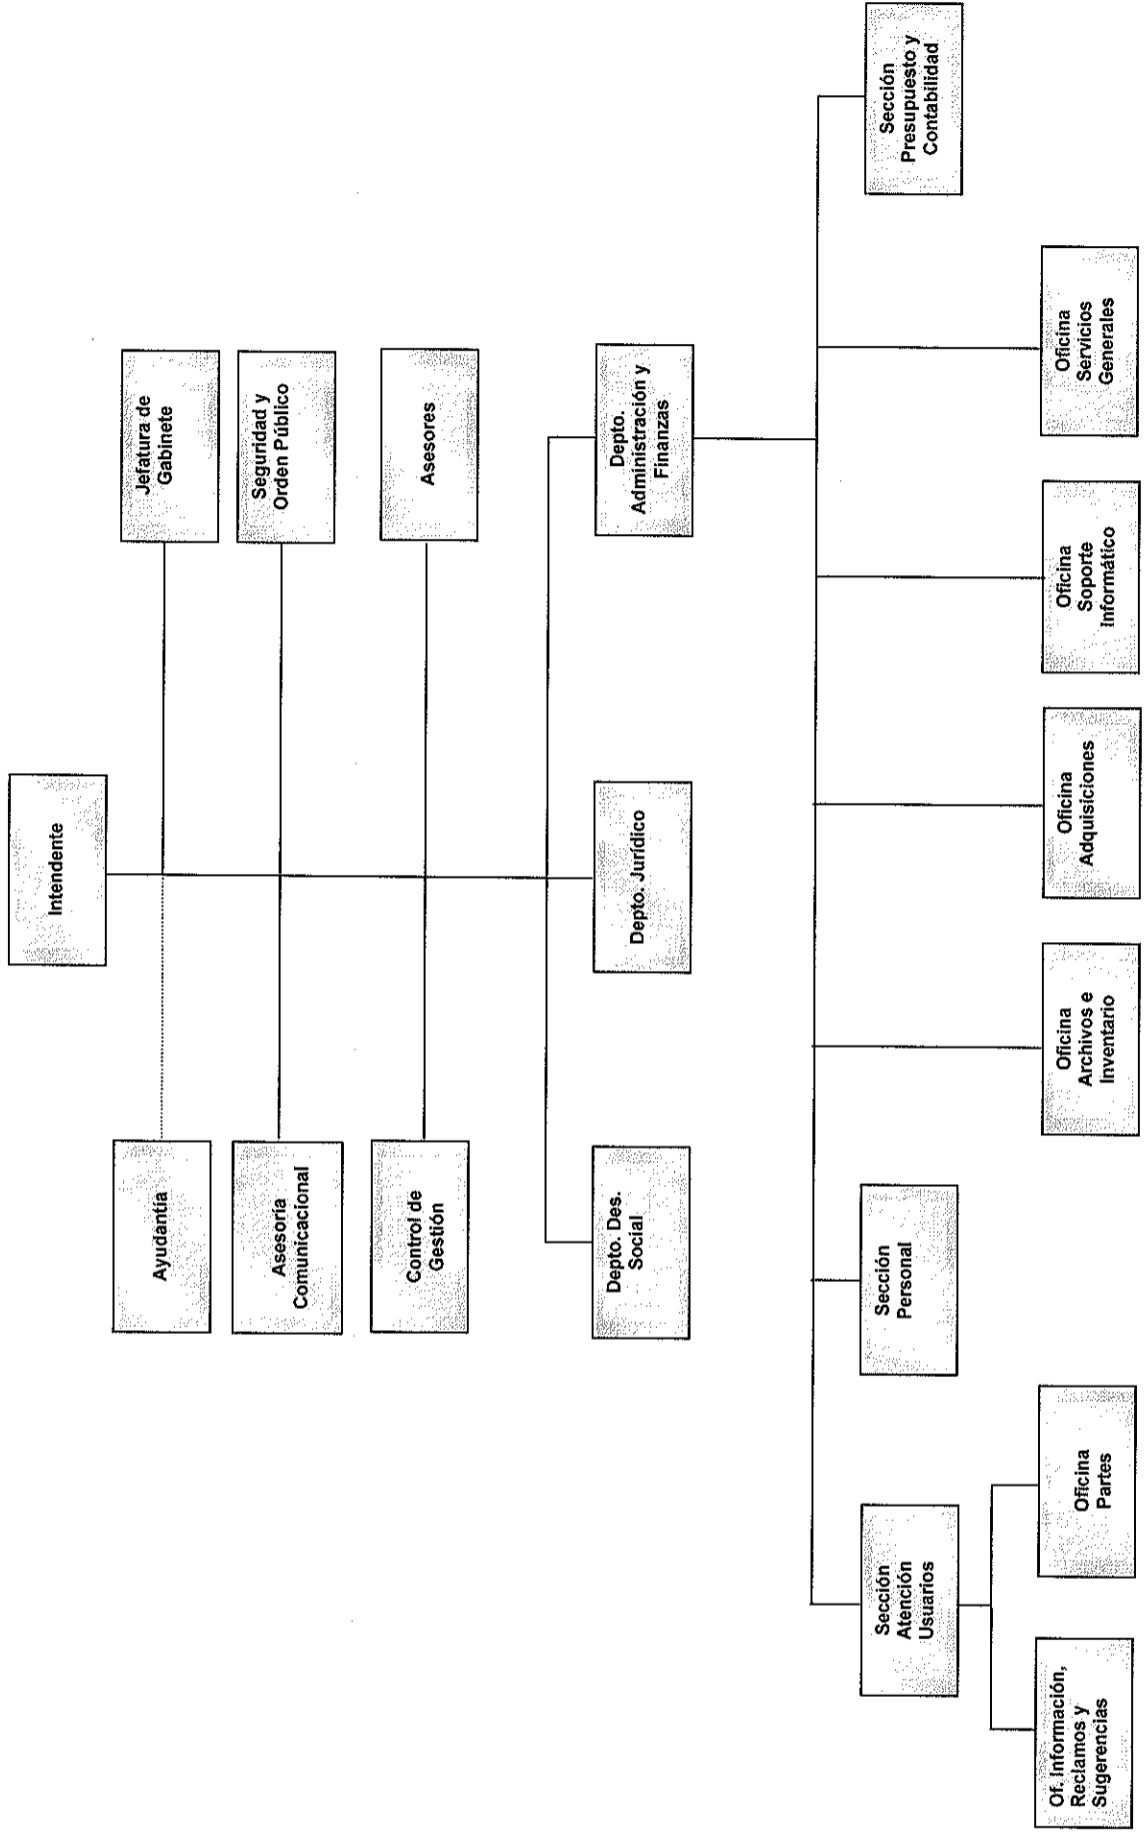 Intendente
Ayudantía
Jefatura de
Gabinete
Asesoría
Comunicacional
Seguridad y
Orden Público
Control de
Gestión
Asesores
Depto. Des.
Social
Depto. Jurídico
Depto.
Administración y
Finanzas
Sección
Atención
Usuarios
Sección
Personal
Sección
Presupuesto y
Contabilidad
Of. Información,
Reclamos y
Sugerencias
Oficina
Partes
Oficina
Archivos e
Inventario
Oficina
Adquisiciones
Oficina
Soporte
Informático
Oficina
Servicios
Generales